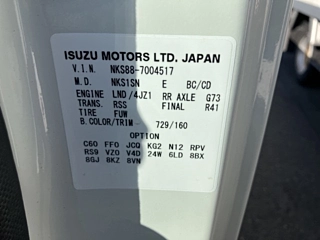 ISUZU MOTORS LTD. JAPAN
V.I.N. NKS88-7004517
M.D. NKS1SN E BC/CD
ENGINE LND/4JZ1 RR AXLE G73
TRANS. RSS FINAL R41
TIRE FUW
B.COLOR/TRIM 729/160
OPTION
C60 FF0 JCQ KG2 N12 RPV
RS9 VZ0 V4D 24W 6LD 8BX
8GJ 8KZ 8VN